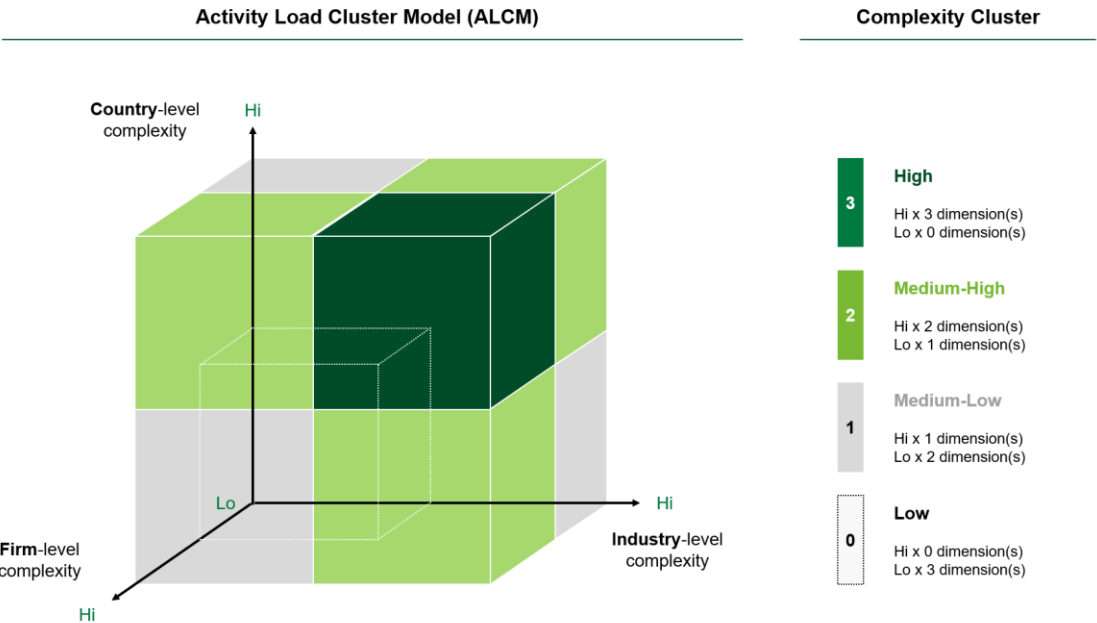 Activity Load Cluster Model (ALCM)
Complexity Cluster
Country-level
complexity
Hi
Lo
Hi
Industry-level
complexity
Firm-level
complexity
Hi
3
High
Hi x 3 dimension(s)
Lo x 0 dimension(s)
2
Medium-High
Hi x 2 dimension(s)
Lo x 1 dimension(s)
1
Medium-Low
Hi x 1 dimension(s)
Lo x 2 dimension(s)
0
Low
Hi x 0 dimension(s)
Lo x 3 dimension(s)